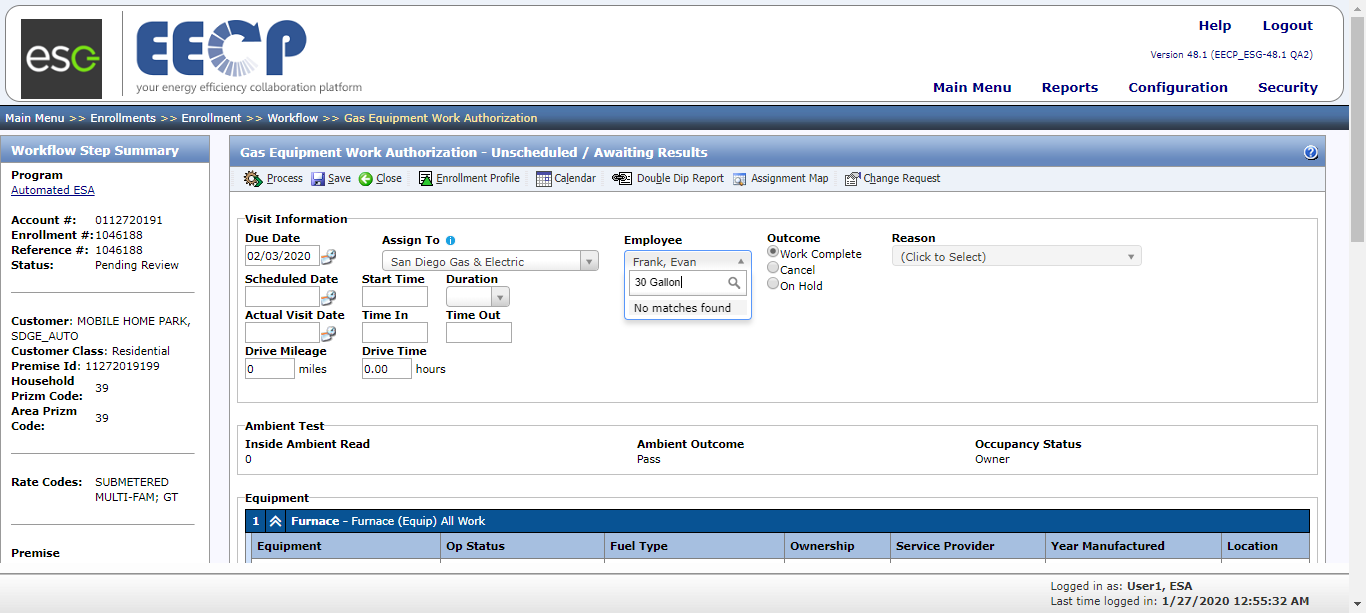 esc
EECP
your energy efficiency collaboration platform
Help Logout
Version 48.1 (EECP_ESG-48.1 QA2)
Main Menu Reports Configuration Security
Main Menu >> Enrollments >> Enrollment >> Workflow >> Gas Equipment Work Authorization
Workflow Step Summary
Program
Automated ESA
Account #: 0112720191
Enrollment #: 1046188
Reference #: 1046188
Status: Pending Review
Customer: MOBILE HOME PARK,
SDGE_AUTO
Customer Class: Residential
Premise Id: 11272019199
Household
Prizm Code: 39
Area Prizm
Code: 39
Rate Codes: SUBMETERED
MULTI-FAM; GT
Premise
Gas Equipment Work Authorization - Unscheduled / Awaiting Results
Process Save Close Enrollment Profile Calendar Double Dip Report Assignment Map Change Request
Visit Information
Due Date Assign To Employee Outcome Reason
02/03/2020 San Diego Gas & Electric Frank, Evan Work Complete (Click to Select)
Cancel
On Hold
Scheduled Date Start Time Duration
30 Gallon
No matches found
Actual Visit Date Time In Time Out
Drive Mileage Drive Time
0 miles 0.00 hours
Ambient Test
Inside Ambient Read Ambient Outcome Occupancy Status
0 Pass Owner
Equipment
1 Furnace - Furnace (Equip) All Work
Equipment Op Status Fuel Type Ownership Service Provider Year Manufactured Location
Logged in as: User1, ESA
Last time logged in: 1/27/2020 12:55:32 AM